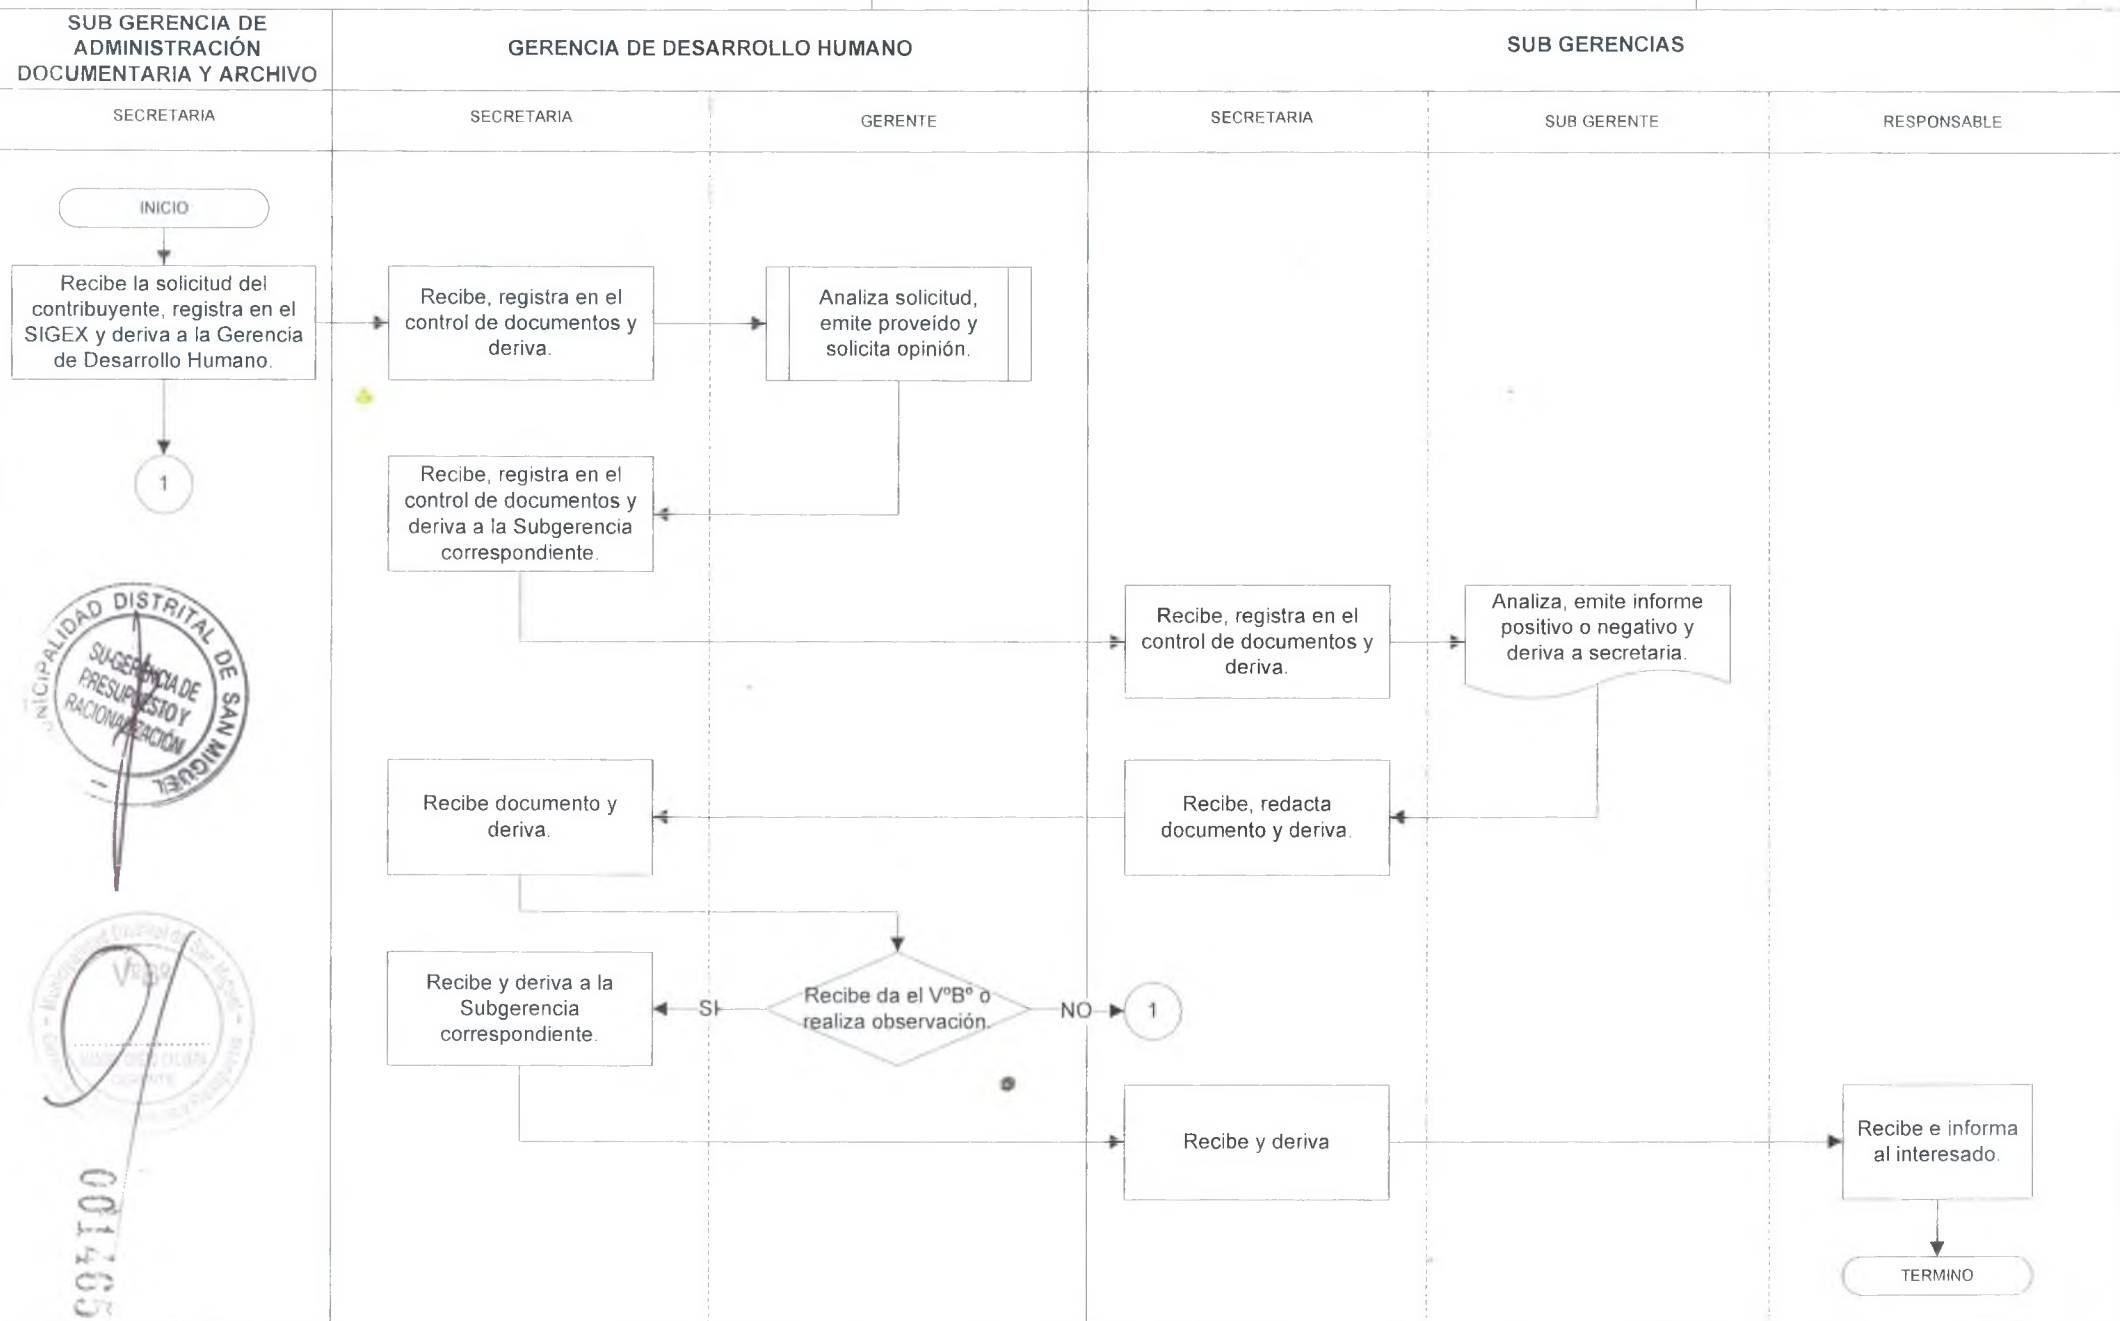 SUB GERENCIA DE
ADMINISTRACIÓN
DOCUMENTARIA Y ARCHIVO
GERENCIA DE DESARROLLO HUMANO
SUB GERENCIAS
SECRETARIA
SECRETARIA
GERENTE
SECRETARIA
SUB GERENTE
RESPONSABLE
INICIO
Recibe la solicitud del
contribuyente, registra en el
SIGEX y deriva a la Gerencia
de Desarrollo Humano.
Recibe, registra en el
control de documentos y
deriva.
Analiza solicitud,
emite proveído y
solicita opinión.
1
Recibe, registra en el
control de documentos y
deriva a la Subgerencia
correspondiente.
Recibe, registra en el
control de documentos y
deriva.
Analiza, emite informe
positivo o negativo y
deriva a secretaria.
DISTRITAL DE SAN MIGUEL
PRESUPUESTO Y
RACIONALIZACIÓN
Recibe documento y
deriva.
Recibe, redacta
documento y deriva.
Recibe y deriva a la
Subgerencia
correspondiente.
SI
Recibe da el VºBº o
realiza observación.
NO
1
VºBº
Recibe y deriva
Recibe e informa
al interesado.
TERMINO